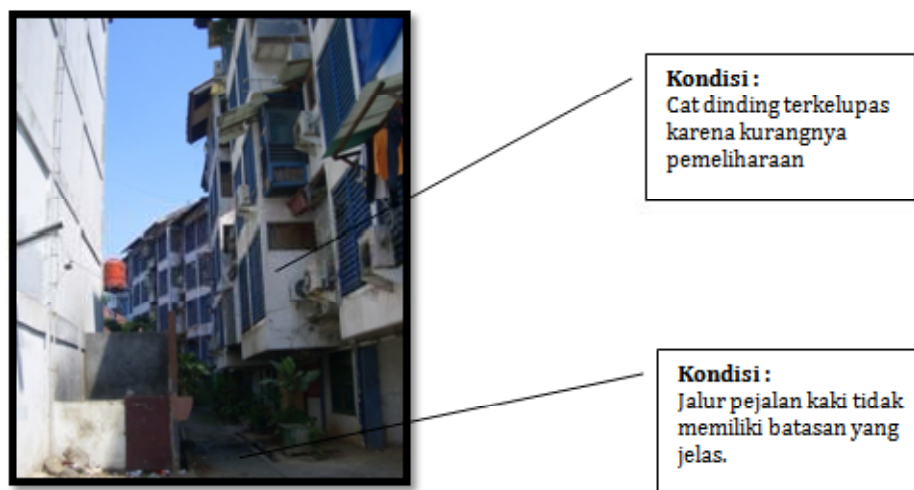 Kondisi :
Cat dinding terkelupas
karena kurangnya
pemeliharaan
Kondisi :
Jalur pejalan kaki tidak
memiliki batasan yang
jelas.